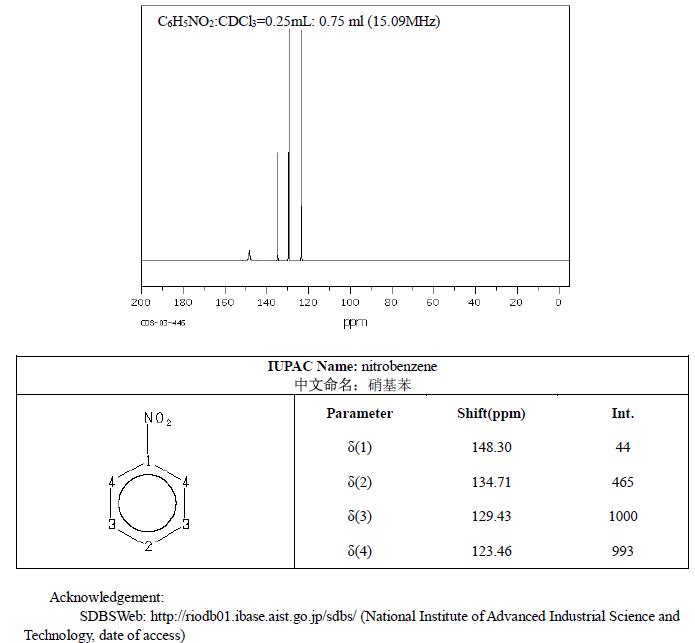 C₆H₅NO₂:CDCl₃=0.25mL: 0.75 ml (15.09MHz)
200 180 160 140 120 100 80 60 40 20 0
CDS-03-445
ppm
IUPAC Name: nitrobenzene
中文命名：硝基苯
NO₂
1
4 4
3 3
2
Parameter Shift(ppm) Int.
δ(1) 148.30 44
δ(2) 134.71 465
δ(3) 129.43 1000
δ(4) 123.46 993
Acknowledgement:
SDBSWeb: http://riodb01.ibase.aist.go.jp/sdbs/ (National Institute of Advanced Industrial Science and
Technology, date of access)